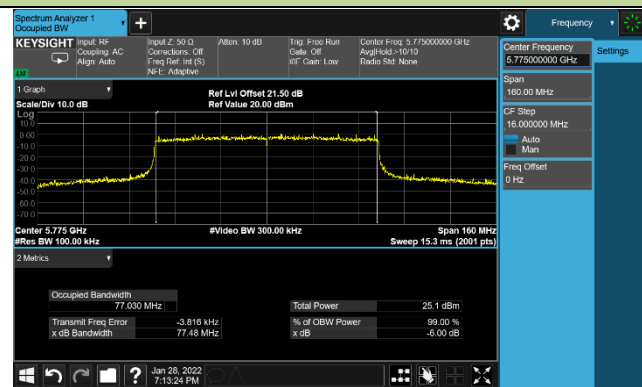 Spectrum Analyzer 1
Occupied BW
Frequency
KEYSIGHT
Input: RF
Coupling: AC
Align: Auto
Input Z: 50 Ω
Corrections: Off
Freq Ref: Int (S)
NFE: Adaptive
Atten: 10 dB
Trig: Free Run
Gate: Off
#IF Gain: Low
Center Freq: 5.775000000 GHz
Avg|Hold:>10/10
Radio Std: None
Center Frequency
5.775000000 GHz
Settings
Span
160.00 MHz
CF Step
16.000000 MHz
Auto
Man
Freq Offset
0 Hz
1 Graph
Scale/Div 10.0 dB
Ref Lvl Offset 21.50 dB
Ref Value 20.00 dBm
Log
10.0
0.00
-10.0
-20.0
-30.0
-40.0
-50.0
-60.0
-70.0
Center 5.775 GHz
#Res BW 100.00 kHz
#Video BW 300.00 kHz
Span 160 MHz
Sweep 15.3 ms (2001 pts)
2 Metrics
Occupied Bandwidth
77.030 MHz
Total Power
25.1 dBm
Transmit Freq Error
-3.816 kHz
% of OBW Power
99.00 %
x dB Bandwidth
77.48 MHz
x dB
-6.00 dB
Jan 28, 2022
7:13:24 PM